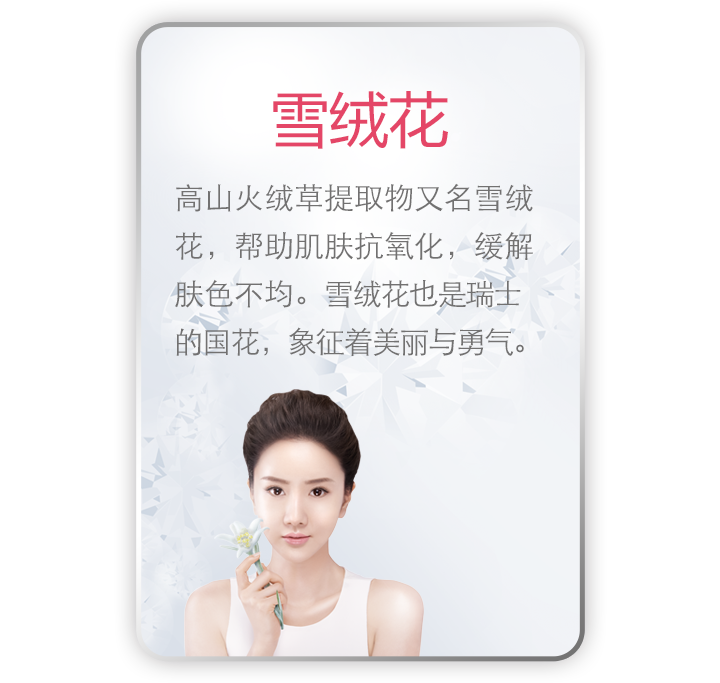 雪绒花
高山火绒草提取物又名雪绒
花，帮助肌肤抗氧化，缓解
肤色不均。雪绒花也是瑞士
的国花，象征着美丽与勇气。